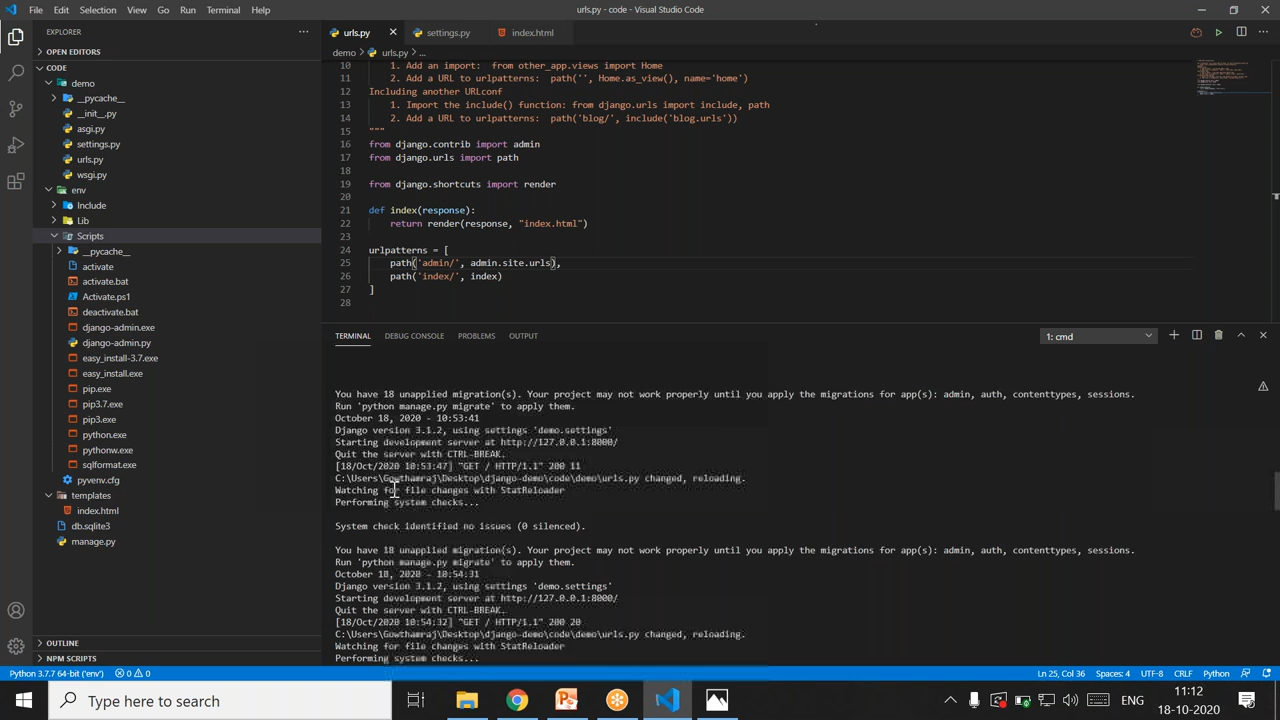 File Edit Selection View Go Run Terminal Help
urls.py - code - Visual Studio Code
EXPLORER
OPEN EDITORS
CODE
demo
__pycache__
__init__.py
asgi.py
settings.py
urls.py
wsgi.py
env
Include
Lib
Scripts
__pycache__
activate
activate.bat
Activate.ps1
deactivate.bat
django-admin.exe
django-admin.py
easy_install-3.7.exe
easy_install.exe
pip.exe
pip3.7.exe
pip3.exe
python.exe
pythonw.exe
sqlformat.exe
pyvenv.cfg
templates
index.html
db.sqlite3
manage.py
OUTLINE
NPM SCRIPTS
urls.py settings.py index.html
demo > urls.py > ...
10 1. Add an import: from other_app.views import Home
11 2. Add a URL to urlpatterns: path('', Home.as_view(), name='home')
12 Including another URLconf
13 1. Import the include() function: from django.urls import include, path
14 2. Add a URL to urlpatterns: path('blog/', include('blog.urls'))
15 """
16 from django.contrib import admin
17 from django.urls import path
18
19 from django.shortcuts import render
20
21 def index(response):
22 return render(response, "index.html")
23
24 urlpatterns = [
25 path('admin/', admin.site.urls),
26 path('index/', index)
27 ]
28
TERMINAL DEBUG CONSOLE PROBLEMS OUTPUT
1: cmd
You have 18 unapplied migration(s). Your project may not work properly until you apply the migrations for app(s): admin, auth, contenttypes, sessions.
Run 'python manage.py migrate' to apply them.
October 18, 2020 - 10:53:41
Django version 3.1.2, using settings 'demo.settings'
Starting development server at http://127.0.0.1:8000/
Quit the server with CTRL-BREAK.
[18/Oct/2020 10:53:47] "GET / HTTP/1.1" 200 11
C:\Users\Gowthamraj\Desktop\django-demo\code\demo\urls.py changed, reloading.
Watching for file changes with StatReloader
Performing system checks...
System check identified no issues (0 silenced).
You have 18 unapplied migration(s). Your project may not work properly until you apply the migrations for app(s): admin, auth, contenttypes, sessions.
Run 'python manage.py migrate' to apply them.
October 18, 2020 - 10:54:31
Django version 3.1.2, using settings 'demo.settings'
Starting development server at http://127.0.0.1:8000/
Quit the server with CTRL-BREAK.
[18/Oct/2020 10:54:32] "GET / HTTP/1.1" 200 20
C:\Users\Gowthamraj\Desktop\django-demo\code\demo\urls.py changed, reloading.
Watching for file changes with StatReloader
Performing system checks...
Python 3.7.7 64-bit ('env') 0 0
Ln 25, Col 36 Spaces: 4 UTF-8 CRLF Python
Type here to search
ENG
11:12
18-10-2020